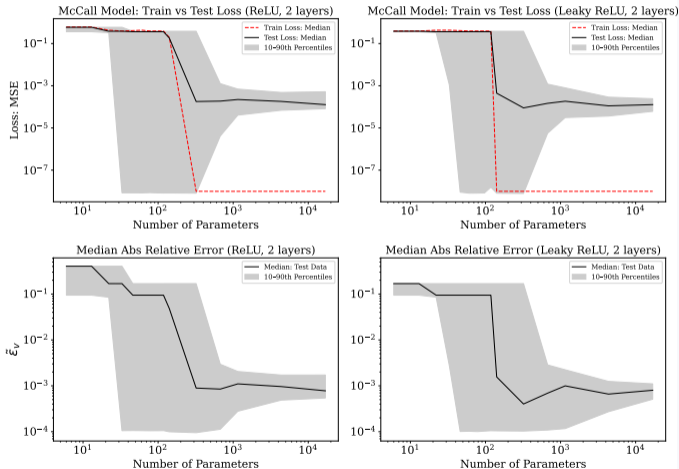 McCall Model: Train vs Test Loss (ReLU, 2 layers)
Loss: MSE
10⁻¹
10⁻³
10⁻⁵
10⁻⁷
Train Loss: Median
Test Loss: Median
10–90th Percentiles
10¹ 10² 10³ 10⁴
Number of Parameters
McCall Model: Train vs Test Loss (Leaky ReLU, 2 layers)
10⁻¹
10⁻³
10⁻⁵
10⁻⁷
Train Loss: Median
Test Loss: Median
10–90th Percentiles
10¹ 10² 10³ 10⁴
Number of Parameters
Median Abs Relative Error (ReLU, 2 layers)
ε̃ᵥ
10⁻¹
10⁻²
10⁻³
10⁻⁴
Median: Test Data
10–90th Percentiles
10¹ 10² 10³ 10⁴
Number of Parameters
Median Abs Relative Error (Leaky ReLU, 2 layers)
10⁻¹
10⁻²
10⁻³
10⁻⁴
Median: Test Data
10–90th Percentiles
10¹ 10² 10³ 10⁴
Number of Parameters